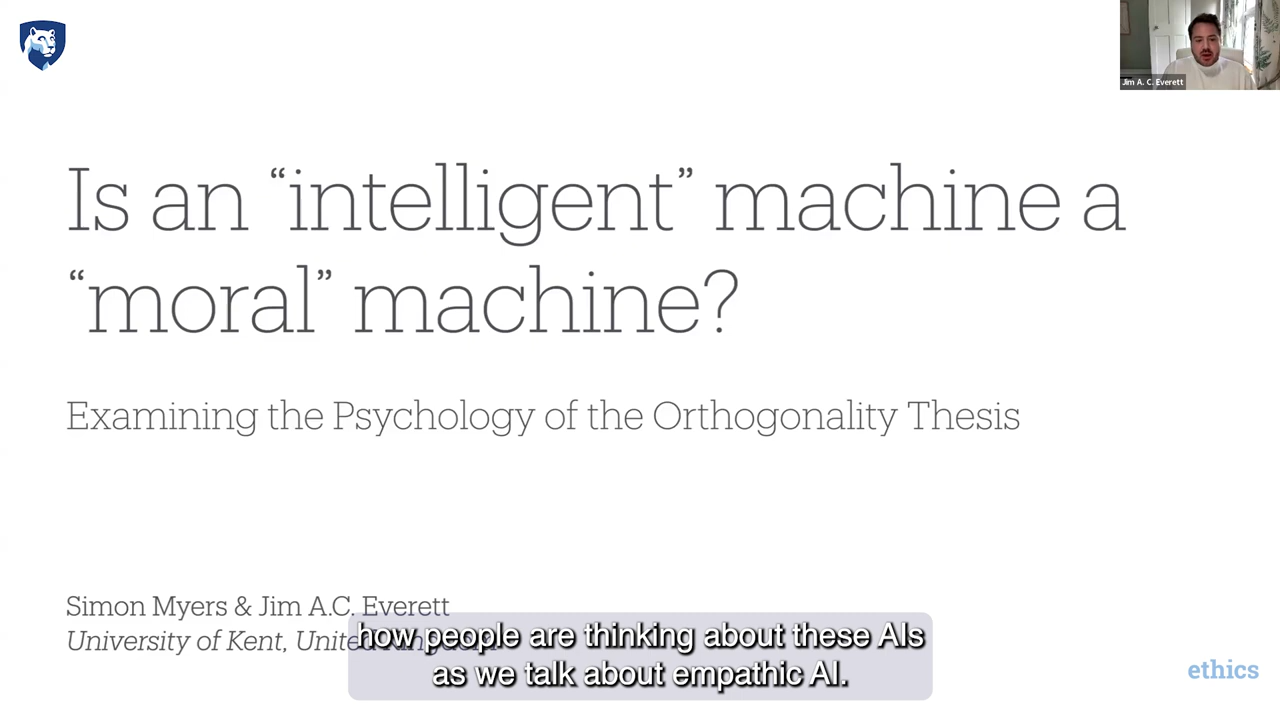 Jim A. C. Everett
Is an “intelligent” machine a
“moral” machine?
Examining the Psychology of the Orthogonality Thesis
Simon Myers & Jim A.C. Everett
University of Kent, United Kingdom
how people are thinking about these AIs
as we talk about empathic AI.
ethics